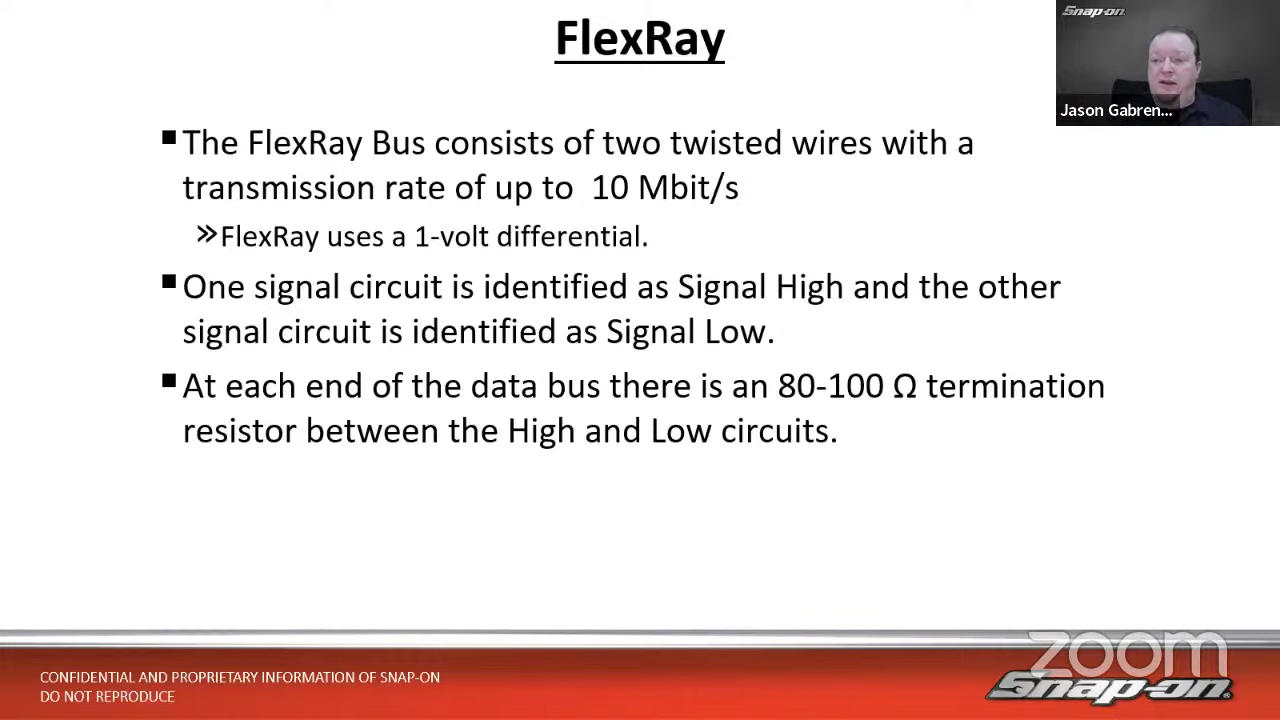 FlexRay
Snap-on
Jason Gabren...
▪The FlexRay Bus consists of two twisted wires with a
transmission rate of up to  10 Mbit/s
»FlexRay uses a 1-volt differential.
▪One signal circuit is identified as Signal High and the other
signal circuit is identified as Signal Low.
▪At each end of the data bus there is an 80-100 Ω termination
resistor between the High and Low circuits.
CONFIDENTIAL AND PROPRIETARY INFORMATION OF SNAP-ON
DO NOT REPRODUCE
zoom
Snap-on®